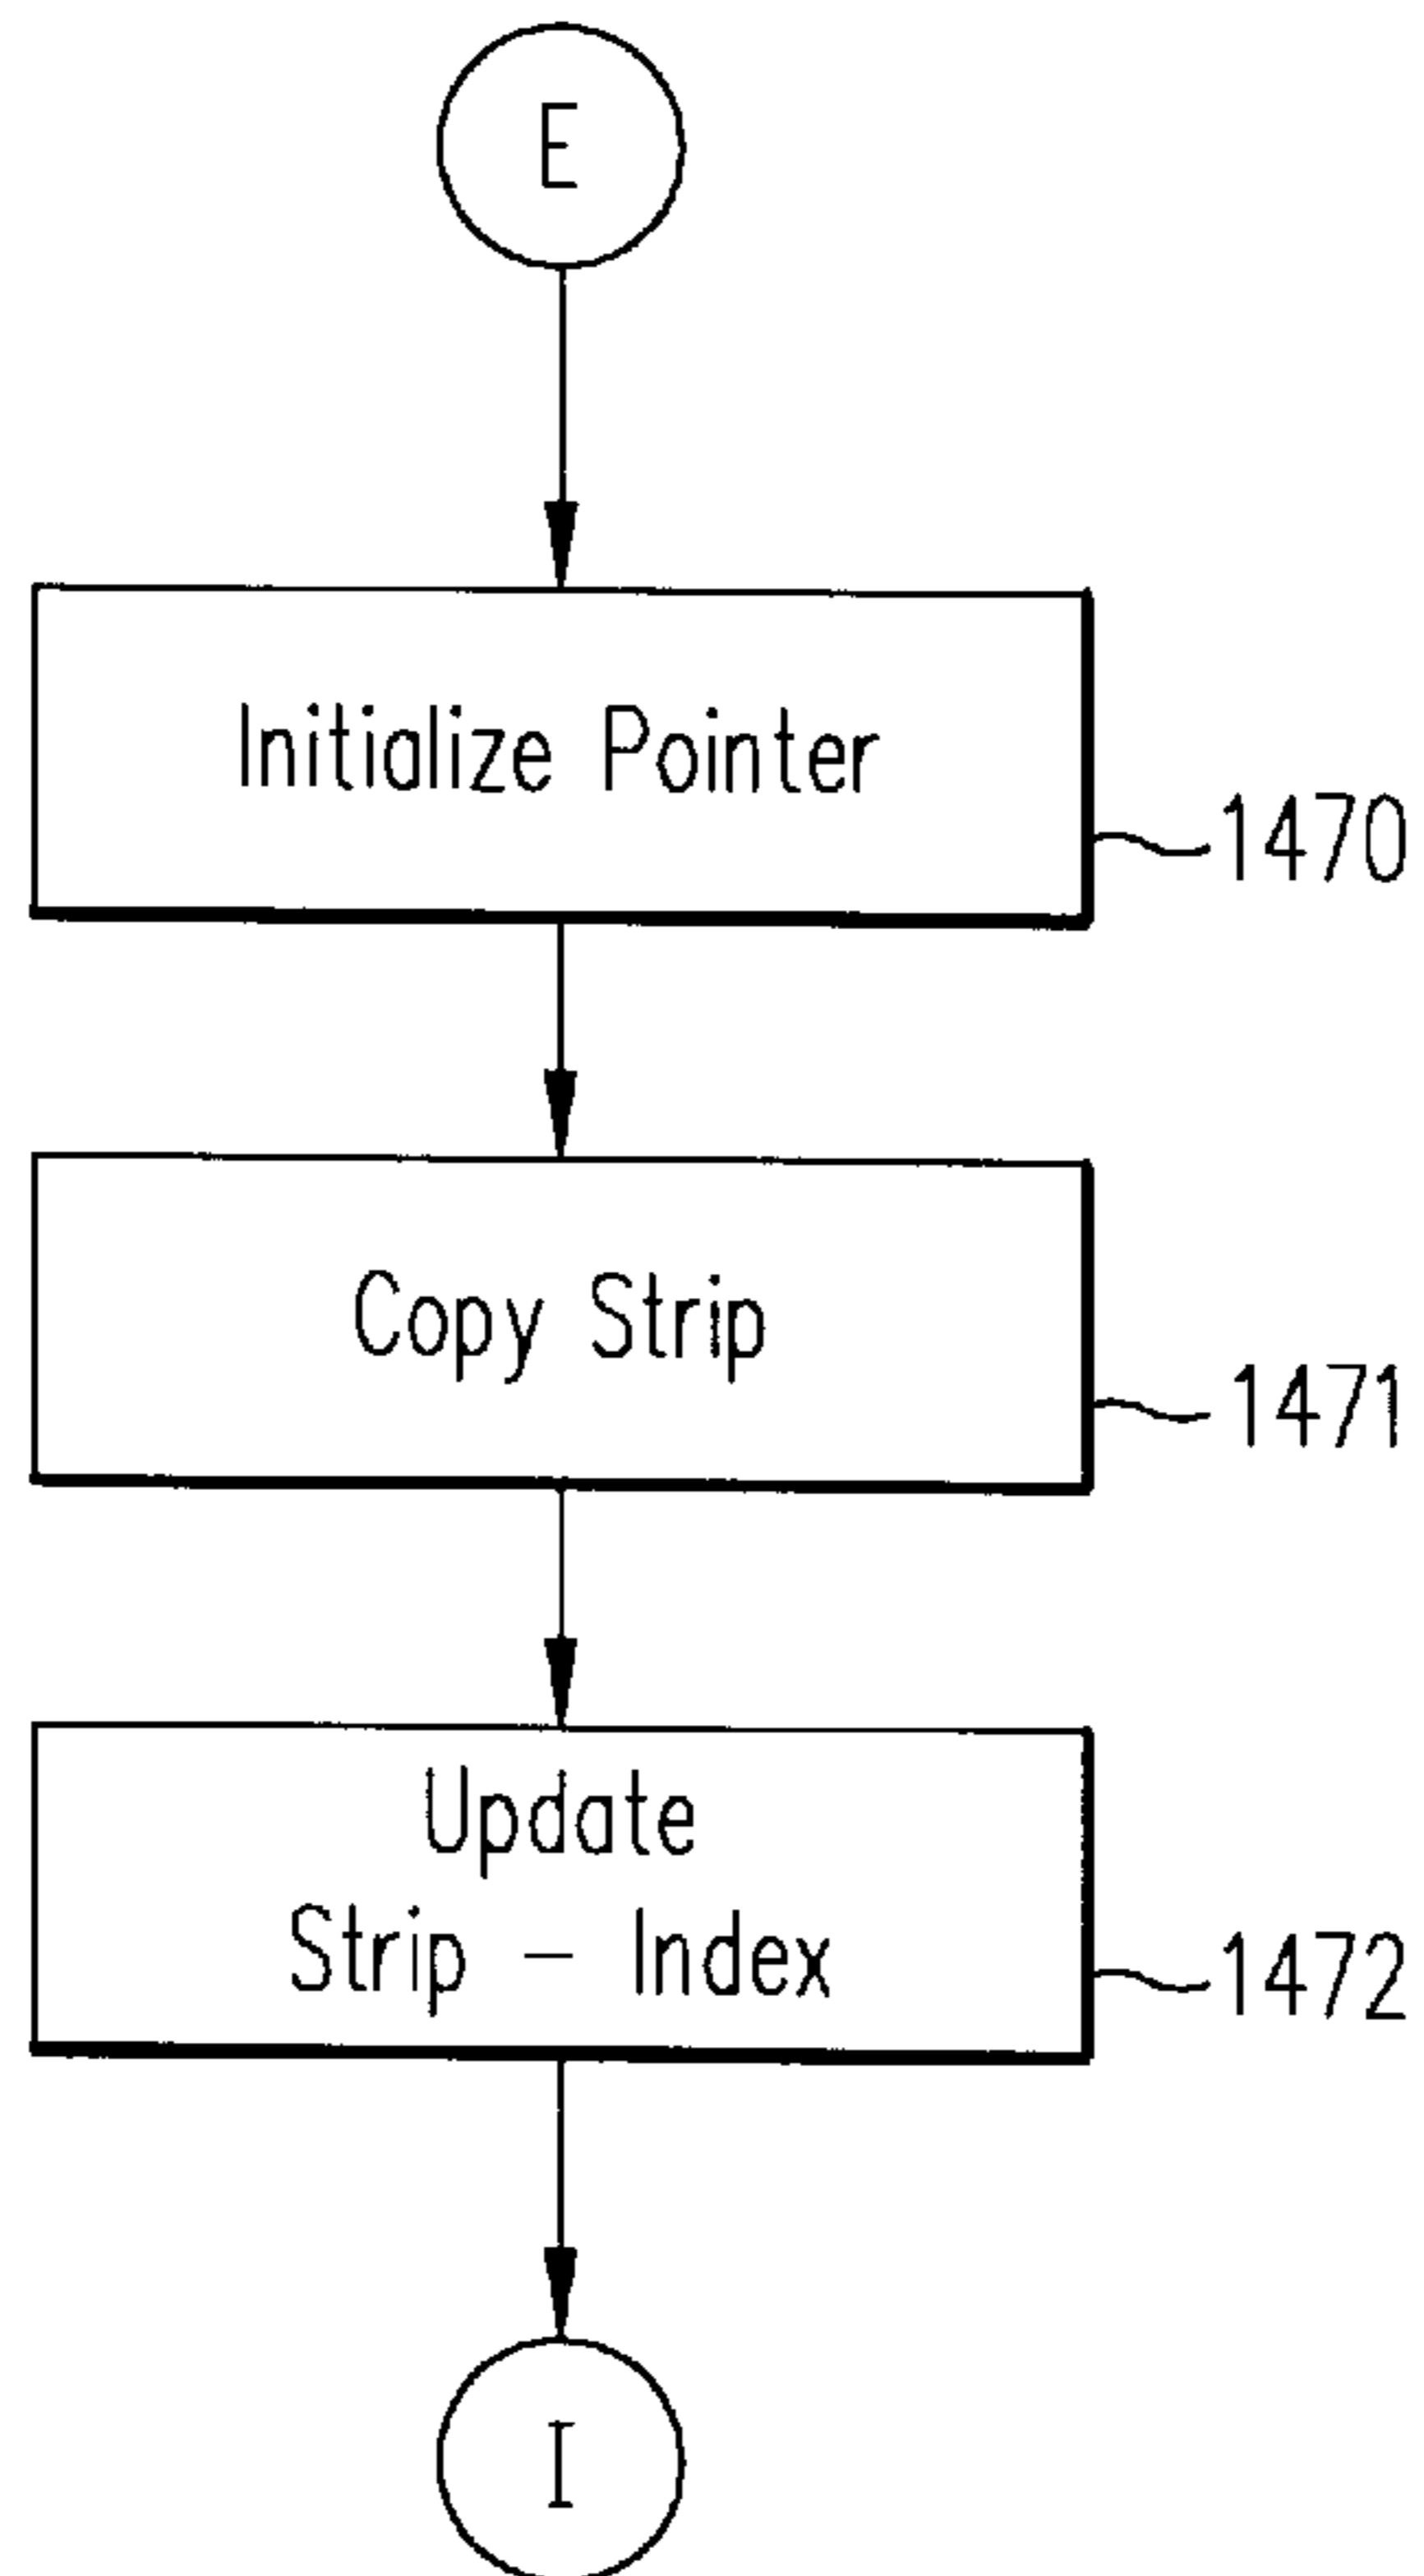 E
Initialize Pointer
1470
Copy Strip
1471
Update
Strip - Index
1472
I